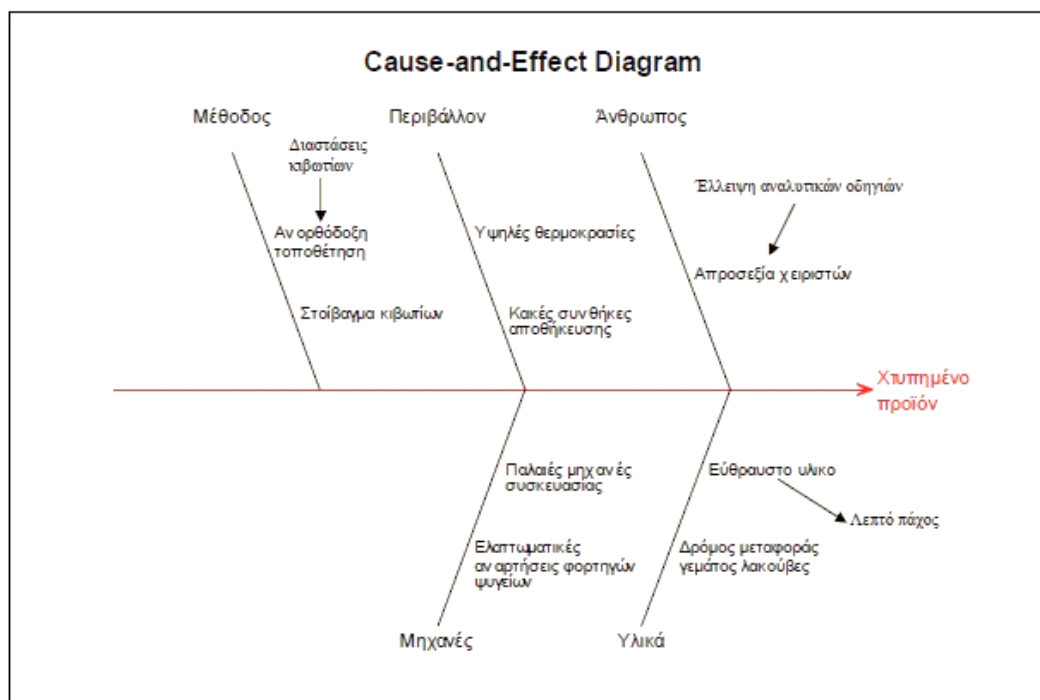 Cause-and-Effect Diagram
Μέθοδος
Περιβάλλον
Άνθρωπος
Διαστάσεις
κιβωτίων
Έλλειψη αναλυτικών οδηγιών
Ανορθόδοξη
τοποθέτηση
Υψηλές θερμοκρασίες
Απροσεξία χειριστών
Στοίβαγμα κιβωτίων
Κακές συνθήκες
αποθήκευσης
Χτυπημένο
προϊόν
Παλαιές μηχανές
συσκευασίας
Εύθραυστο υλικο
Λεπτό πάχος
Ελαττωματικές
αναρτήσεις φορτηγών
ψυγείων
Δρόμος μεταφοράς
γεμάτος λακούβες
Μηχανές
Υλικά